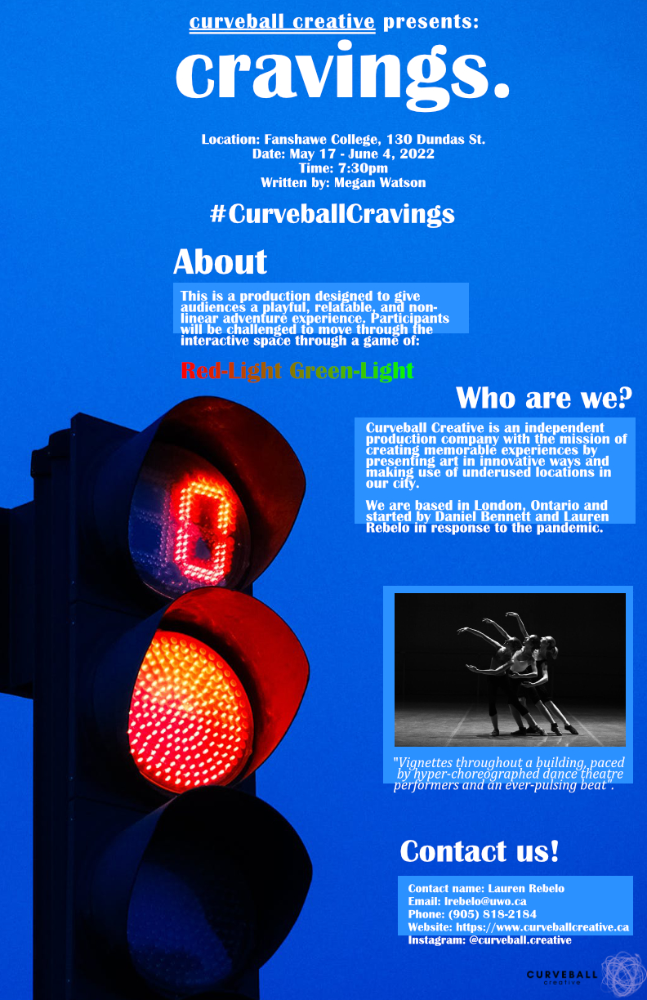 curveball creative presents:
cravings.
Location: Fanshawe College, 130 Dundas St.
Date: May 17 - June 4, 2022
Time: 7:30pm
Written by: Megan Watson
#CurveballCravings
About
This is a production designed to give
audiences a playful, relatable, and non-
linear adventure experience. Participants
will be challenged to move through the
interactive space through a game of:
Red-Light Green-Light
Who are we?
Curveball Creative is an independent
production company with the mission of
creating memorable experiences by
presenting art in innovative ways and
making use of underused locations in
our city.
We are based in London, Ontario and
started by Daniel Bennett and Lauren
Rebelo in response to the pandemic.
"Vignettes throughout a building, paced
by hyper-choreographed dance theatre
performers and an ever-pulsing beat".
Contact us!
Contact name: Lauren Rebelo
Email: lrebelo@uwo.ca
Phone: (905) 818-2184
Website: https://www.curveballcreative.ca
Instagram: @curveball.creative
CURVEBALL
creative